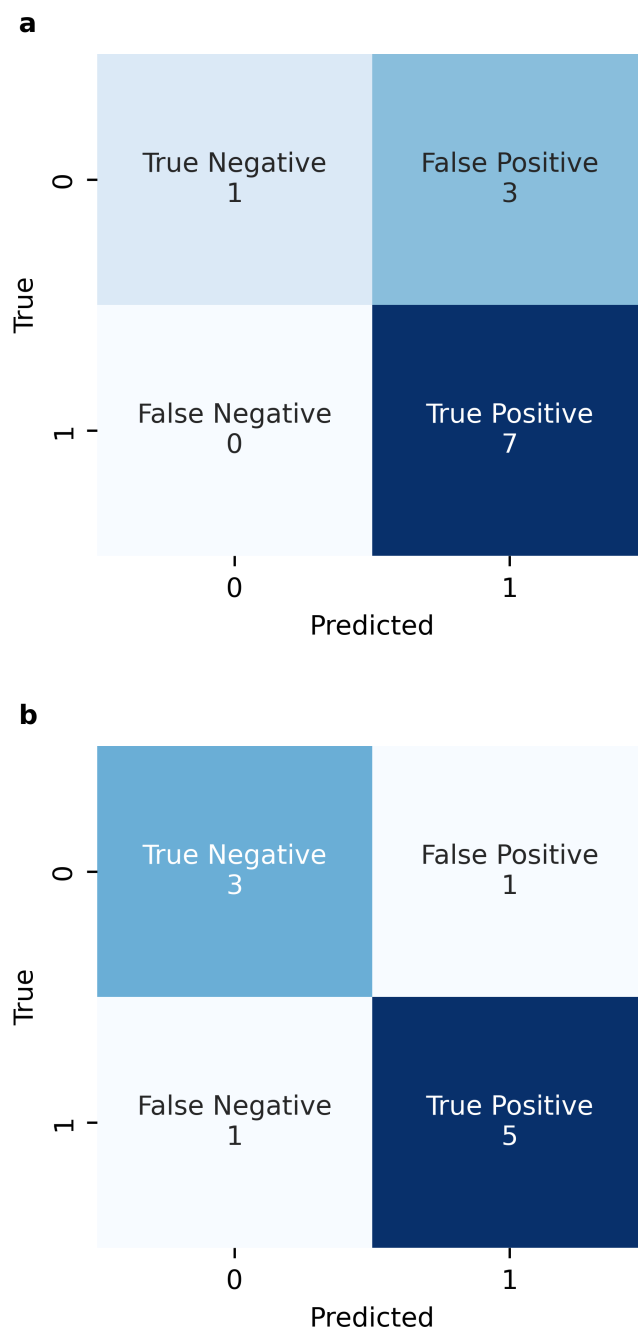 a
True Negative
1
False Positive
3
0
True
False Negative
0
True Positive
7
1
0
1
Predicted
b
True Negative
3
False Positive
1
0
True
False Negative
1
True Positive
5
1
0
1
Predicted